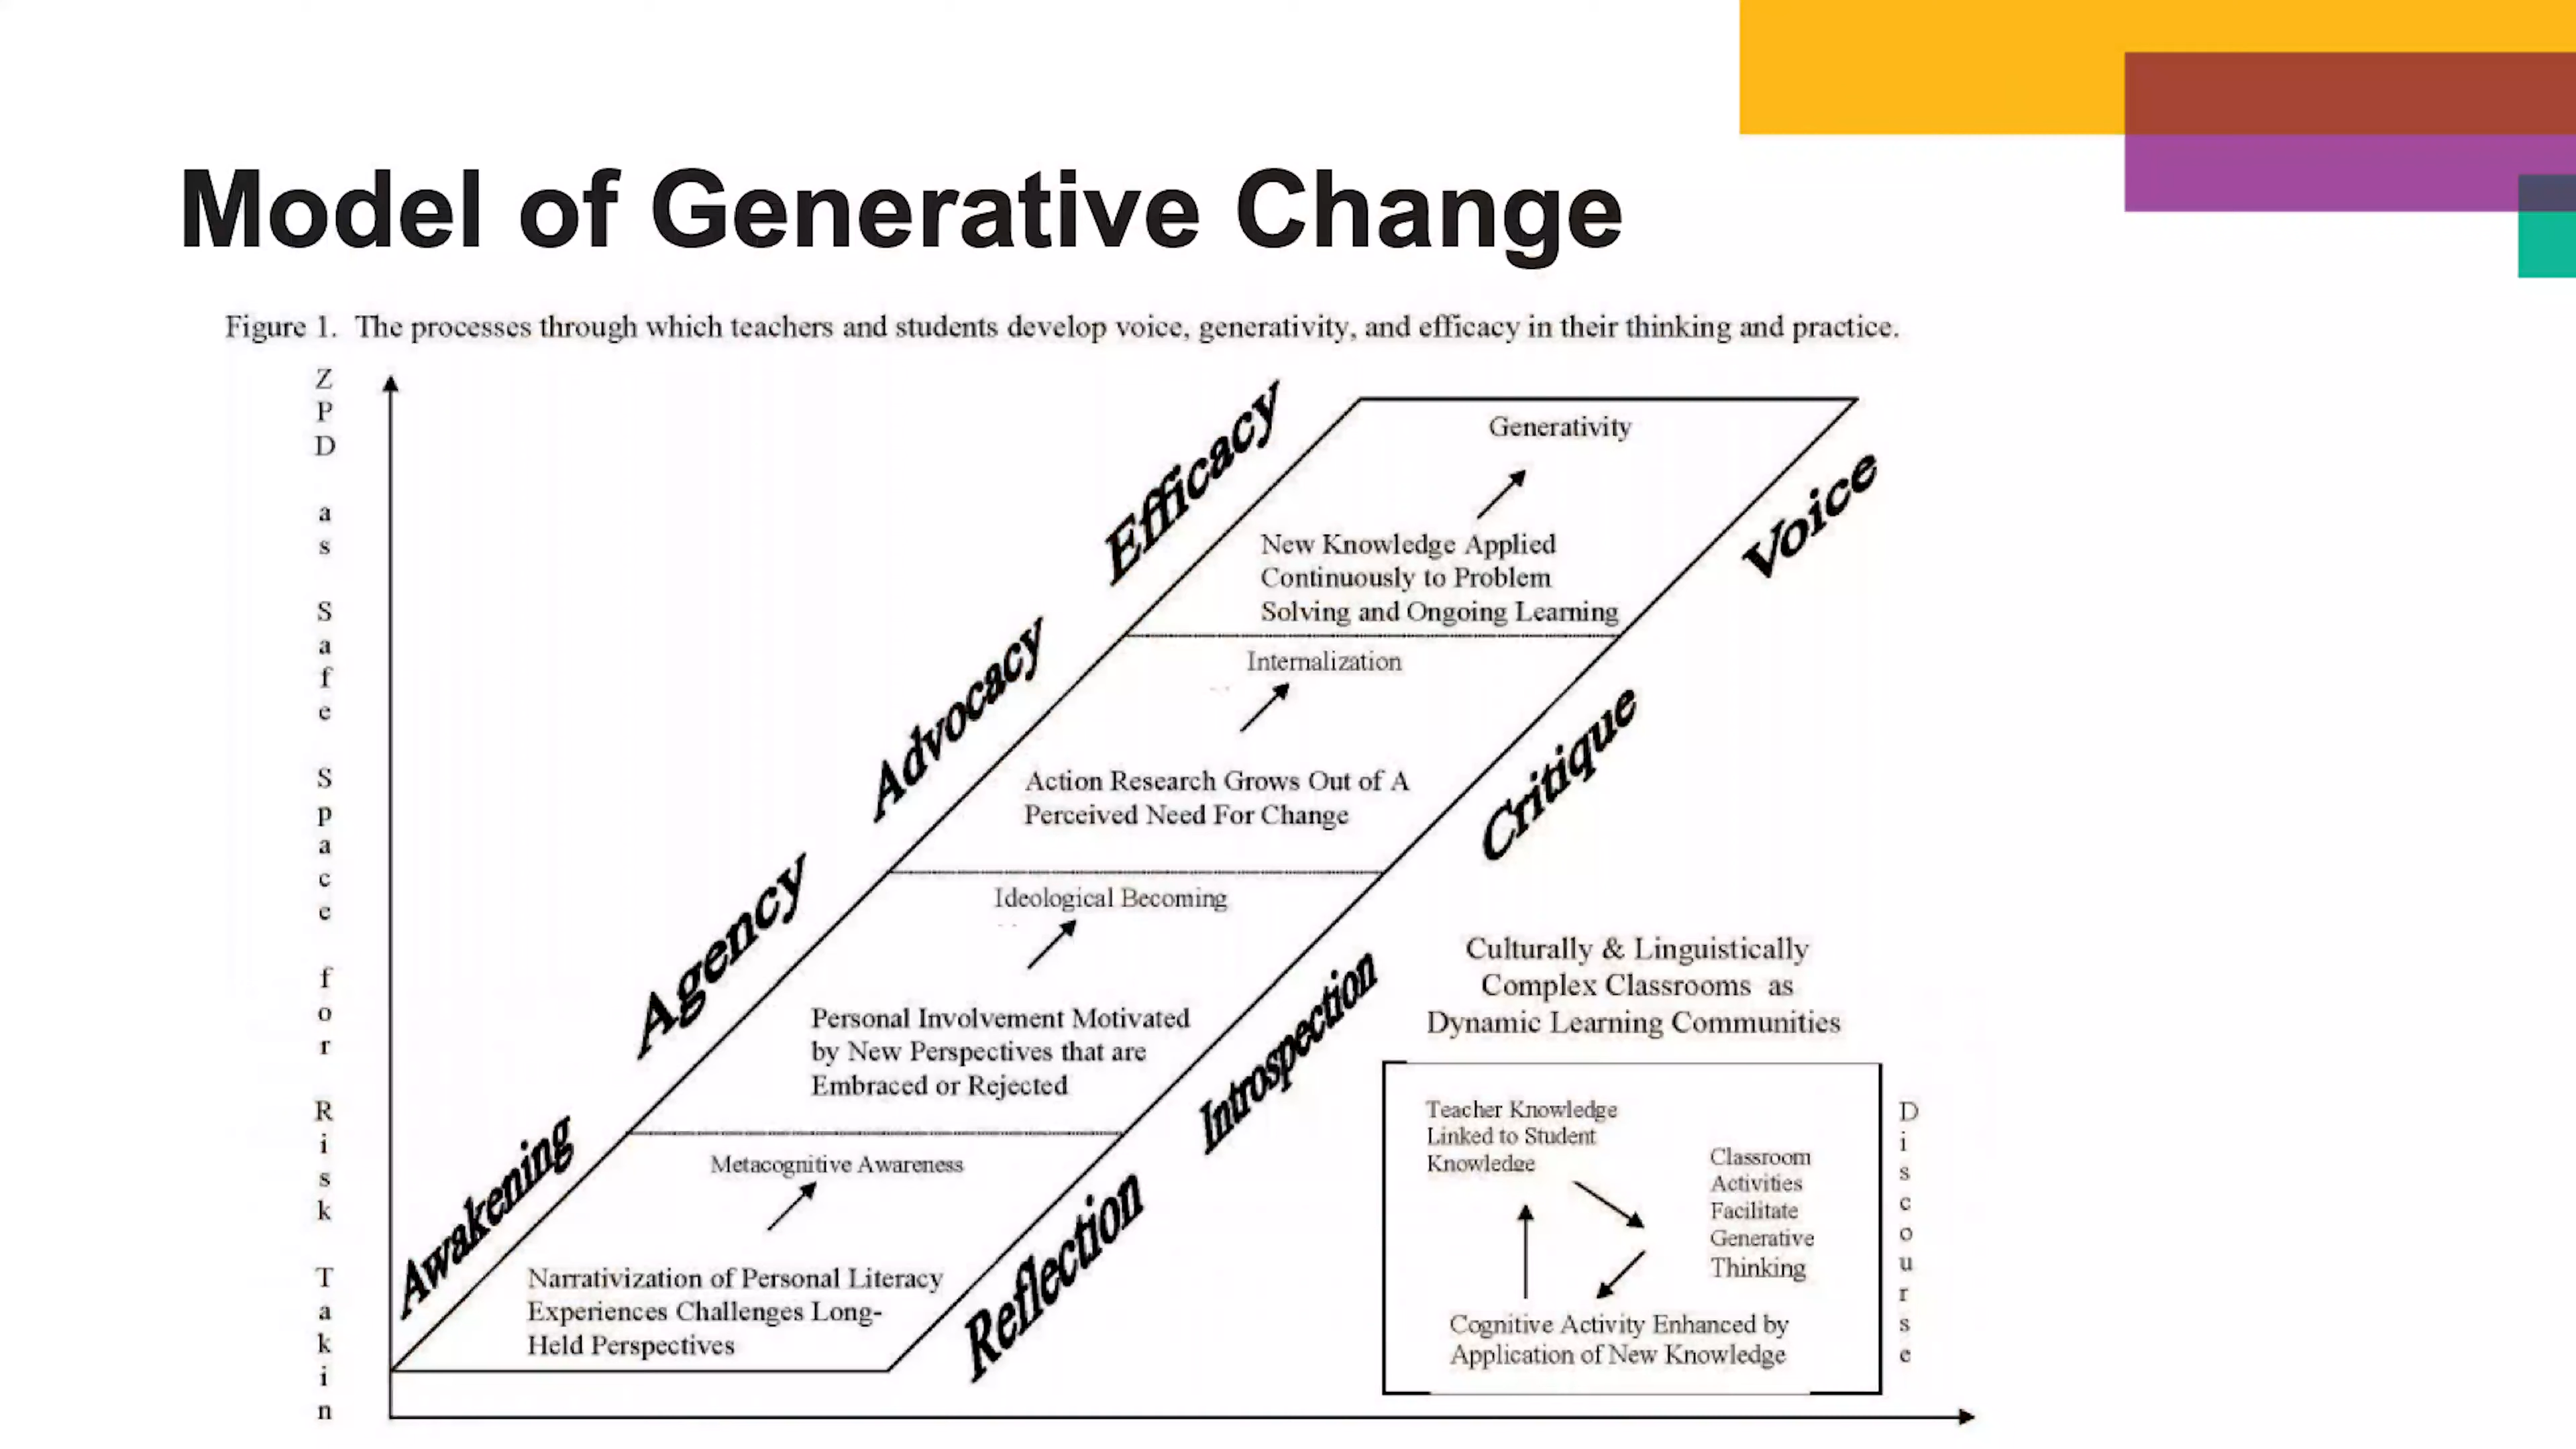 Model of Generative Change
Figure 1. The processes through which teachers and students develop voice, generativity, and efficacy in their thinking and practice.
ZPD as Safe Space for Risk Takin
Efficacy
Generativity
Voice
New Knowledge Applied
Continuously to Problem
Solving and Ongoing Learning
Advocacy
Internalization
Critique
Action Research Grows Out of A
Perceived Need For Change
Agency
Ideological Becoming
Introspection
Personal Involvement Motivated
by New Perspectives that are
Embraced or Rejected
Awakening
Metacognitive Awareness
Reflection
Narrativization of Personal Literacy
Experiences Challenges Long-
Held Perspectives
Culturally & Linguistically
Complex Classrooms as
Dynamic Learning Communities
Teacher Knowledge
Linked to Student
Knowledge
Classroom
Activities
Facilitate
Generative
Thinking
Cognitive Activity Enhanced by
Application of New Knowledge
Discourse